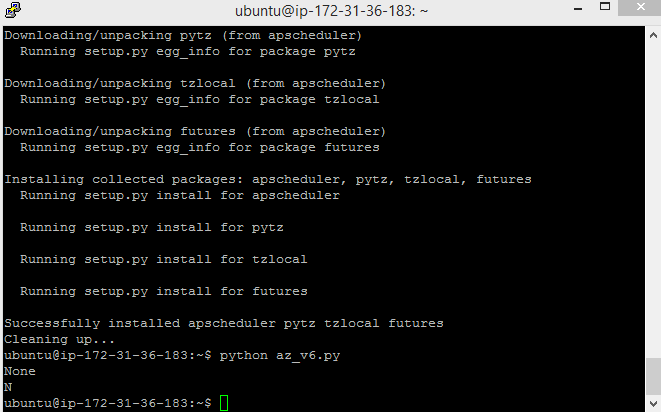 ubuntu@ip-172-31-36-183: ~
Downloading/unpacking pytz (from apscheduler)
  Running setup.py egg_info for package pytz
Downloading/unpacking tzlocal (from apscheduler)
  Running setup.py egg_info for package tzlocal
Downloading/unpacking futures (from apscheduler)
  Running setup.py egg_info for package futures
Installing collected packages: apscheduler, pytz, tzlocal, futures
  Running setup.py install for apscheduler
  Running setup.py install for pytz
  Running setup.py install for tzlocal
  Running setup.py install for futures
Successfully installed apscheduler pytz tzlocal futures
Cleaning up...
ubuntu@ip-172-31-36-183:~$ python az_v6.py
None
N
ubuntu@ip-172-31-36-183:~$